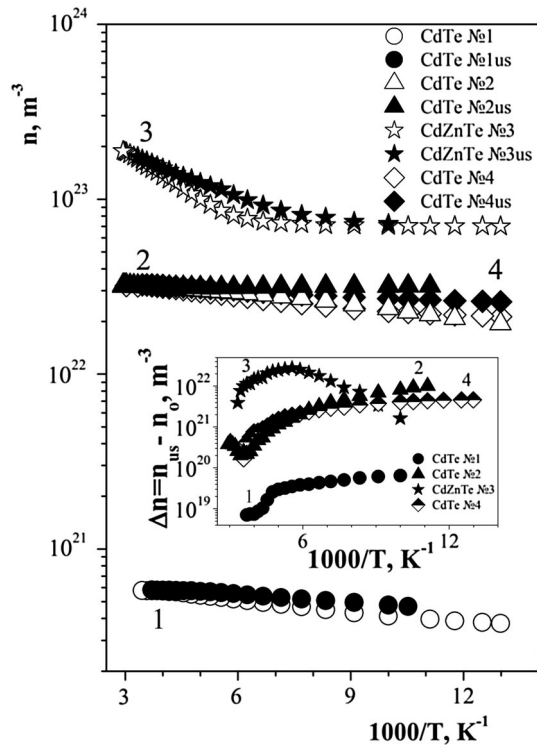 10^24
n, m^-3
CdTe №1
CdTe №1us
CdTe №2
CdTe №2us
CdZnTe №3
CdZnTe №3us
CdTe №4
CdTe №4us
3
10^23
2
4
10^22
Δn=n_us - n_o, m^-3
10^22
10^21
10^20
10^19
3
2
4
1
CdTe №1
CdTe №2
CdZnTe №3
CdTe №4
6
9
12
1000/T, K^-1
10^21
1
3
6
9
12
1000/T, K^-1